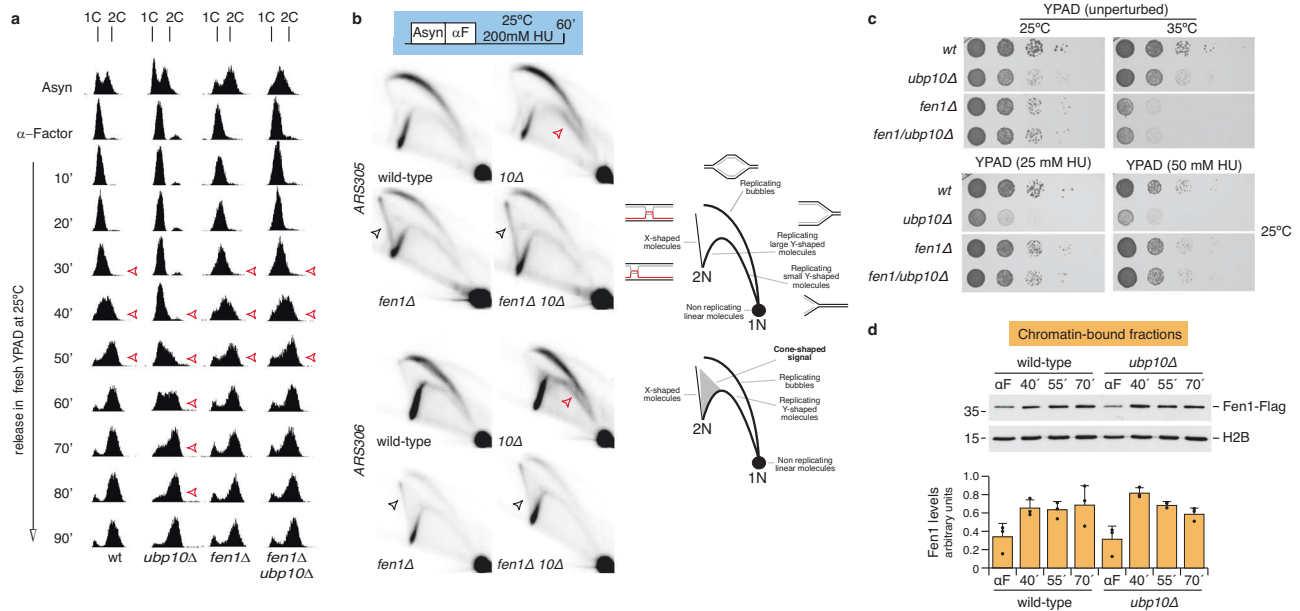 a
1C 2C 1C 2C 1C 2C 1C 2C
Asyn
α–Factor
10’
20’
30’
40’
50’
60’
70’
80’
90’
release in fresh YPAD at 25ºC
wt
ubp10Δ
fen1Δ
fen1Δ
ubp10Δ
b
Asyn
αF
25ºC
200mM HU
60’
ARS305
wild-type
10Δ
fen1Δ
fen1Δ 10Δ
ARS306
wild-type
10Δ
fen1Δ
fen1Δ 10Δ
Replicating
bubbles
X-shaped
molecules
Replicating
large Y-shaped
molecules
2N
Replicating
small Y-shaped
molecules
Non replicating
linear molecules
1N
Cone-shaped
signal
Replicating
bubbles
X-shaped
molecules
Replicating
Y-shaped
molecules
2N
Non replicating
linear molecules
1N
c
YPAD (unperturbed)
25ºC
35ºC
wt
ubp10Δ
fen1Δ
fen1/ubp10Δ
YPAD (25 mM HU)
YPAD (50 mM HU)
wt
ubp10Δ
fen1Δ
fen1/ubp10Δ
25ºC
d
Chromatin-bound fractions
wild-type
ubp10Δ
αF 40´ 55´ 70´ αF 40´ 55´ 70´
35-
Fen1-Flag
15-
H2B
Fen1 levels
arbitrary units
1.0
0.8
0.6
0.4
0.2
0
αF 40´ 55´ 70´ αF 40´ 55´ 70´
wild-type
ubp10Δ